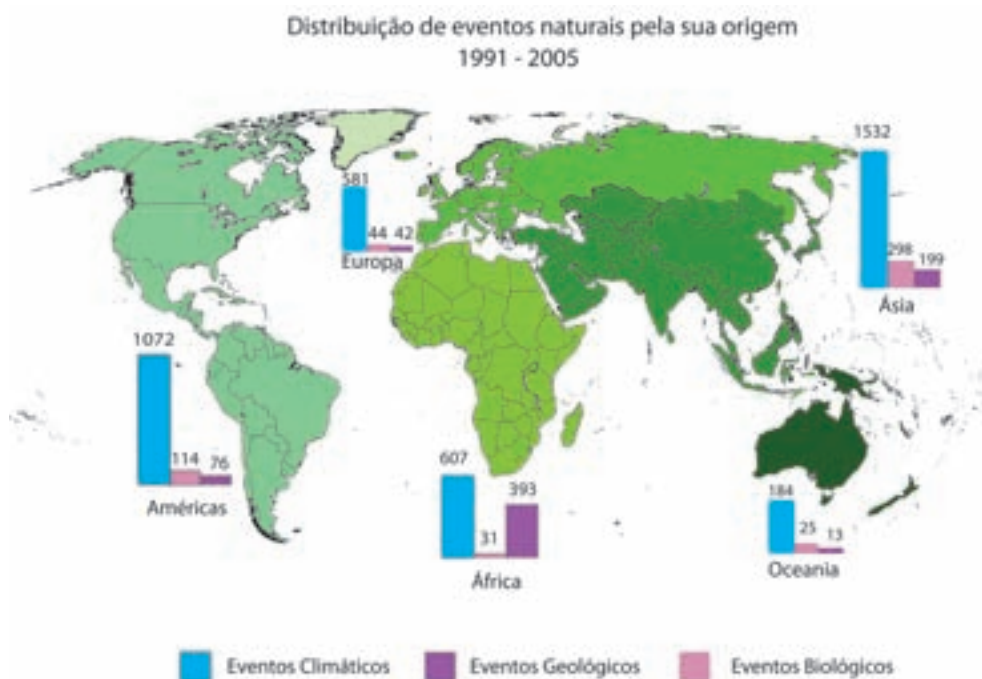 Distribuição de eventos naturais pela sua origem
1991 - 2005
581
44 42
Europa
1532
298 199
Ásia
1072
114 76
Américas
607
31 393
África
184
25 13
Oceania
Eventos Climáticos Eventos Geológicos Eventos Biológicos